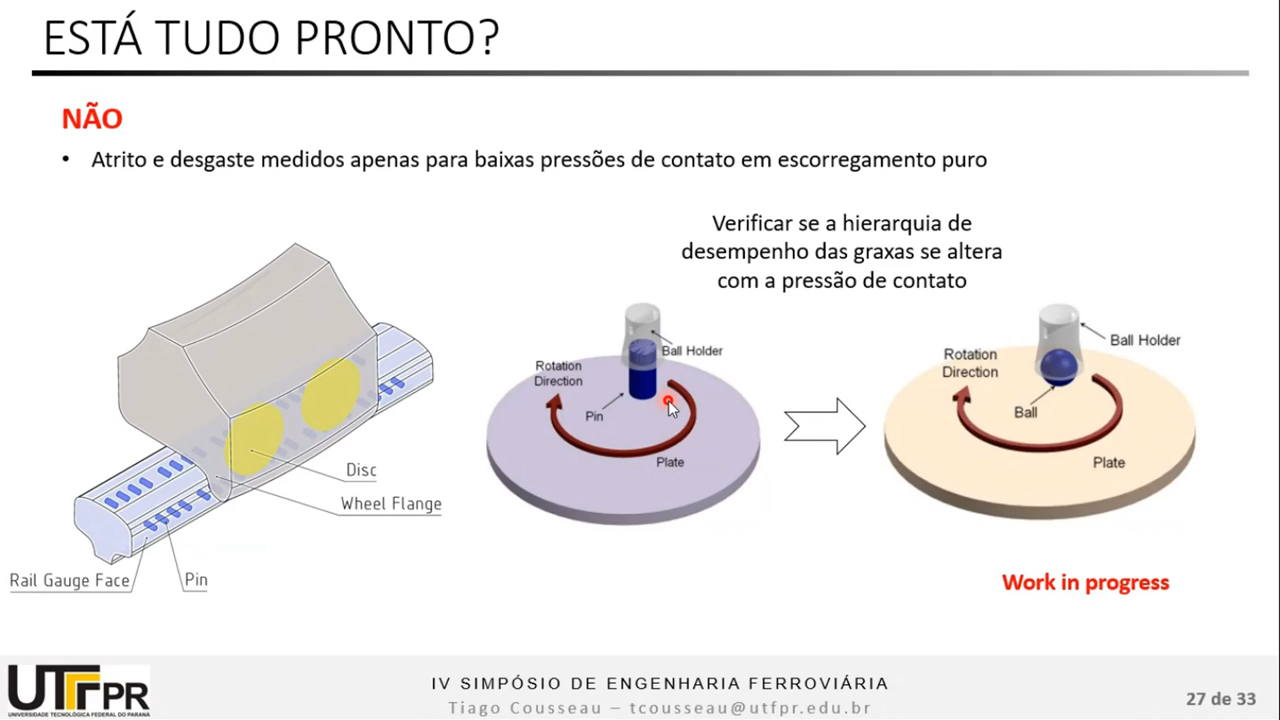 ESTÁ TUDO PRONTO?
NÃO
• Atrito e desgaste medidos apenas para baixas pressões de contato em escorregamento puro
Verificar se a hierarquia de
desempenho das graxas se altera
com a pressão de contato
Disc
Wheel Flange
Rail Gauge Face
Pin
Ball Holder
Rotation
Direction
Pin
Plate
Ball Holder
Rotation
Direction
Ball
Plate
Work in progress
UTFPR
UNIVERSIDADE TECNOLÓGICA FEDERAL DO PARANÁ
IV SIMPÓSIO DE ENGENHARIA FERROVIÁRIA
Tiago Cousseau – tcousseau@utfpr.edu.br
27 de 33